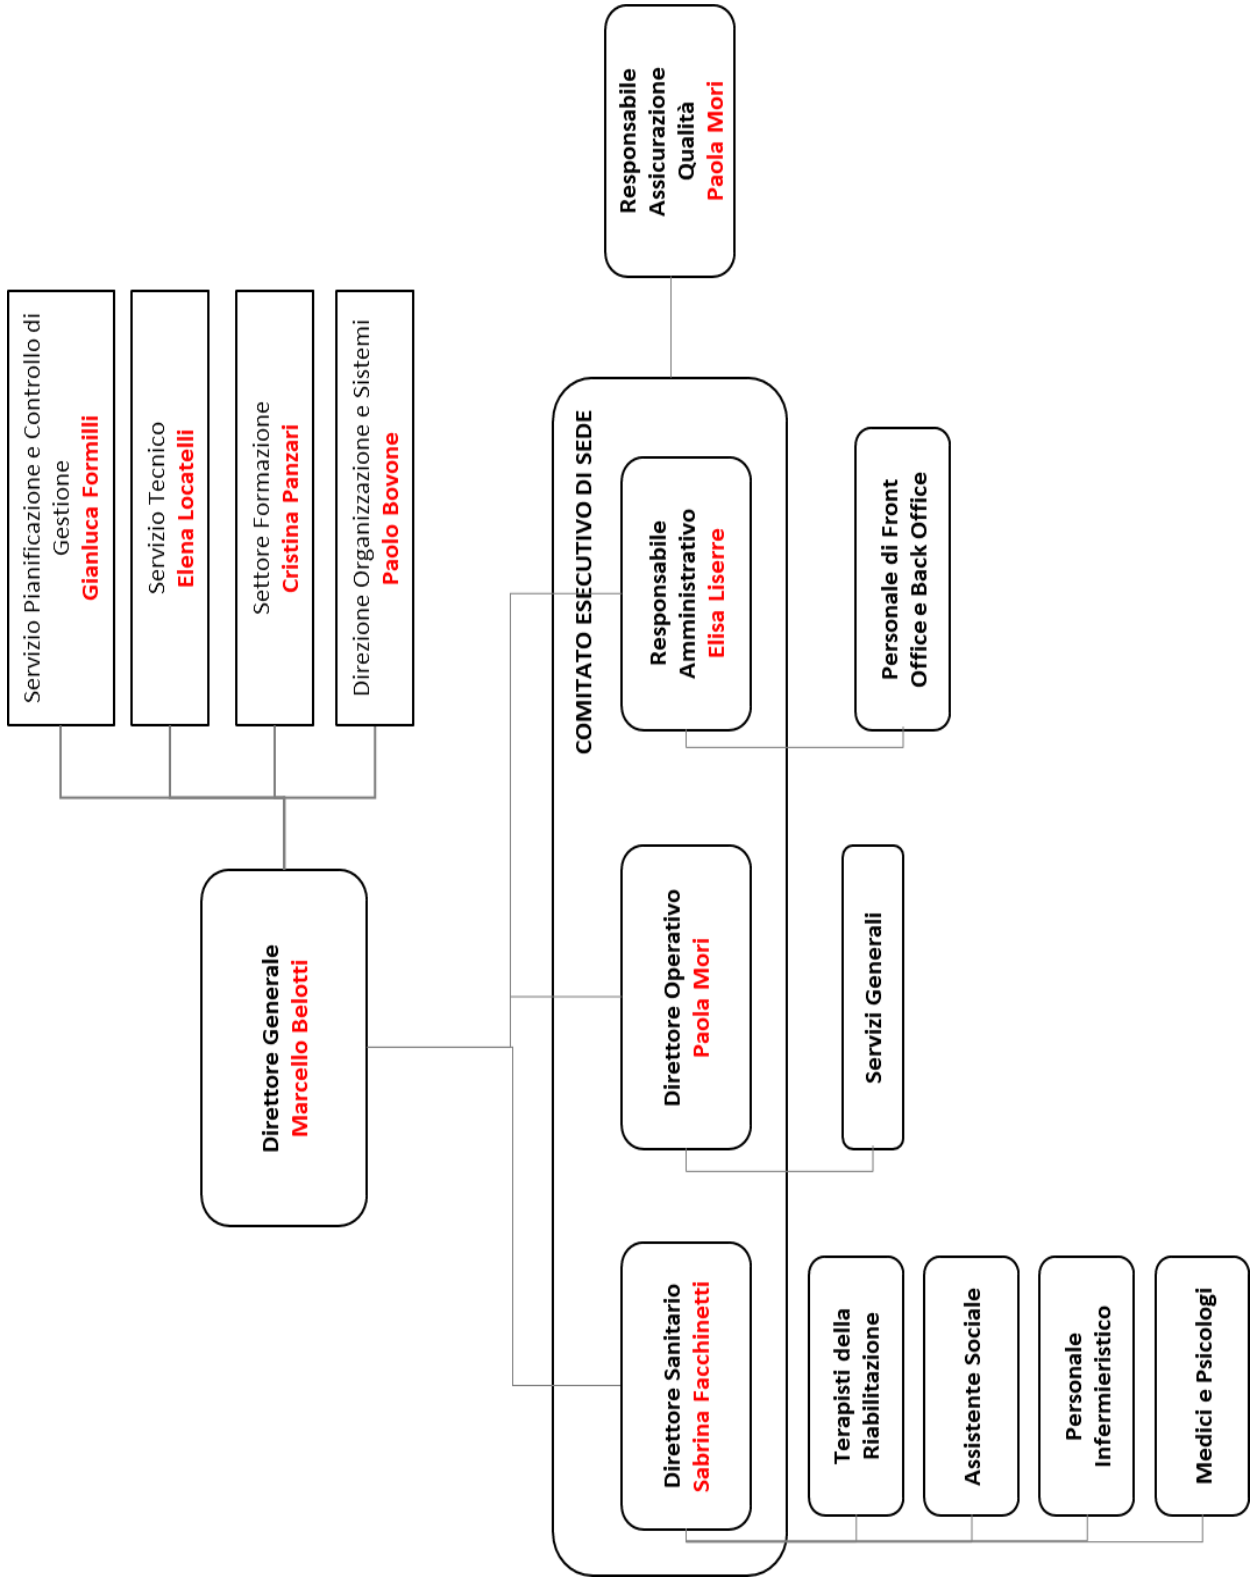 Servizio Pianificazione e Controllo di
Gestione
Gianluca Formilli
Servizio Tecnico
Elena Locatelli
Settore Formazione
Cristina Panzari
Direzione Organizzazione e Sistemi
Paolo Bovone
Direttore Generale
Marcello Belotti
COMITATO ESECUTIVO DI SEDE
Direttore Sanitario
Sabrina Facchinetti
Direttore Operativo
Paola Mori
Responsabile
Amministrativo
Elisa Liserre
Responsabile
Assicurazione
Qualità
Paola Mori
Terapisti della
Riabilitazione
Assistente Sociale
Personale
Infermieristico
Medici e Psicologi
Servizi Generali
Personale di Front
Office e Back Office